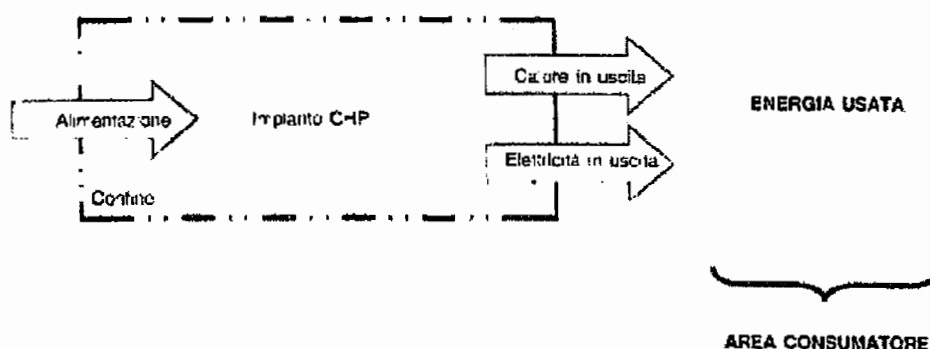 Calore in uscita
ENERGIA USATA
Alimentazione
Impianto CHP
Elettricità in uscita
Confine
AREA CONSUMATORE